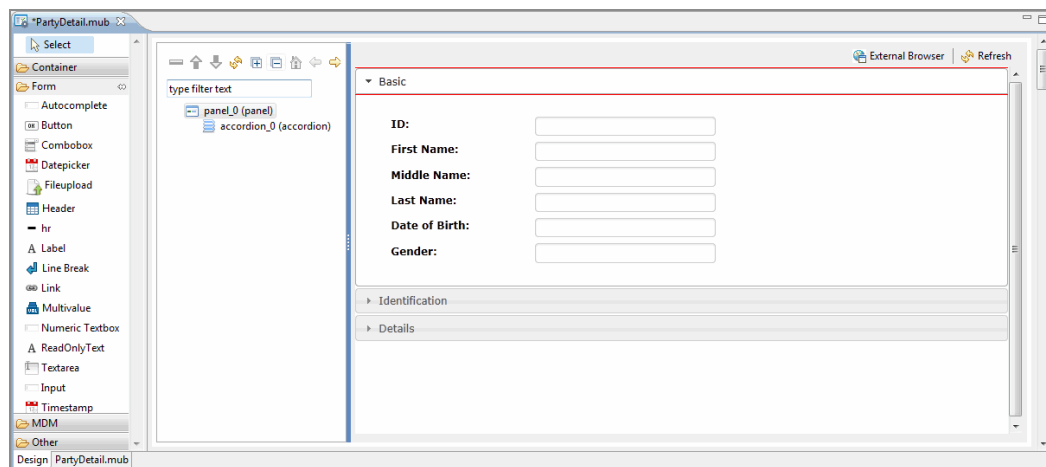 *PartyDetail.mub
Select
Container
Form
Autocomplete
Button
Combobox
Datepicker
Fileupload
Header
hr
A Label
Line Break
Link
Multivalue
Numeric Textbox
A ReadOnlyText
Textarea
Input
Timestamp
MDM
Other
Design PartyDetail.mub
type filter text
panel_0 (panel)
accordion_0 (accordion)
External Browser Refresh
Basic
ID:
First Name:
Middle Name:
Last Name:
Date of Birth:
Gender:
Identification
Details